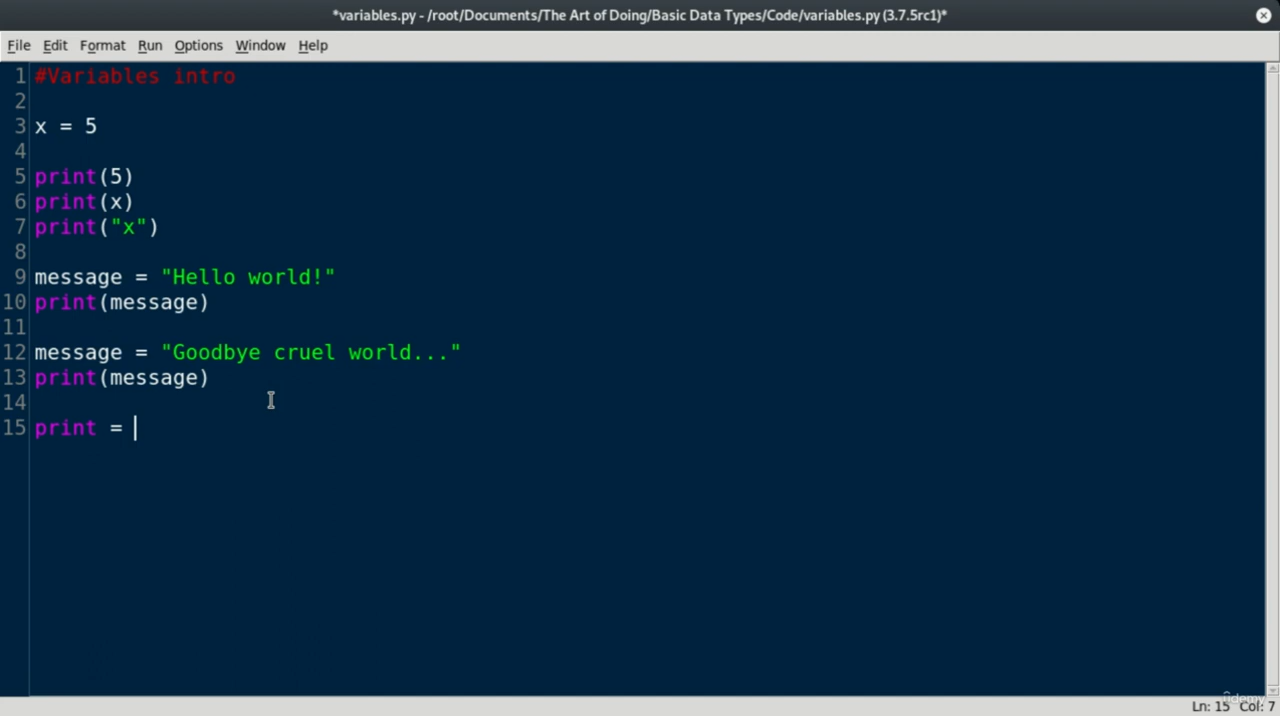 *variables.py - /root/Documents/The Art of Doing/Basic Data Types/Code/variables.py (3.7.5rc1)*
File Edit Format Run Options Window Help
1 #Variables intro
2
3 x = 5
4
5 print(5)
6 print(x)
7 print("x")
8
9 message = "Hello world!"
10 print(message)
11
12 message = "Goodbye cruel world..."
13 print(message)
14
15 print =
udemy
Ln: 15 Col: 7